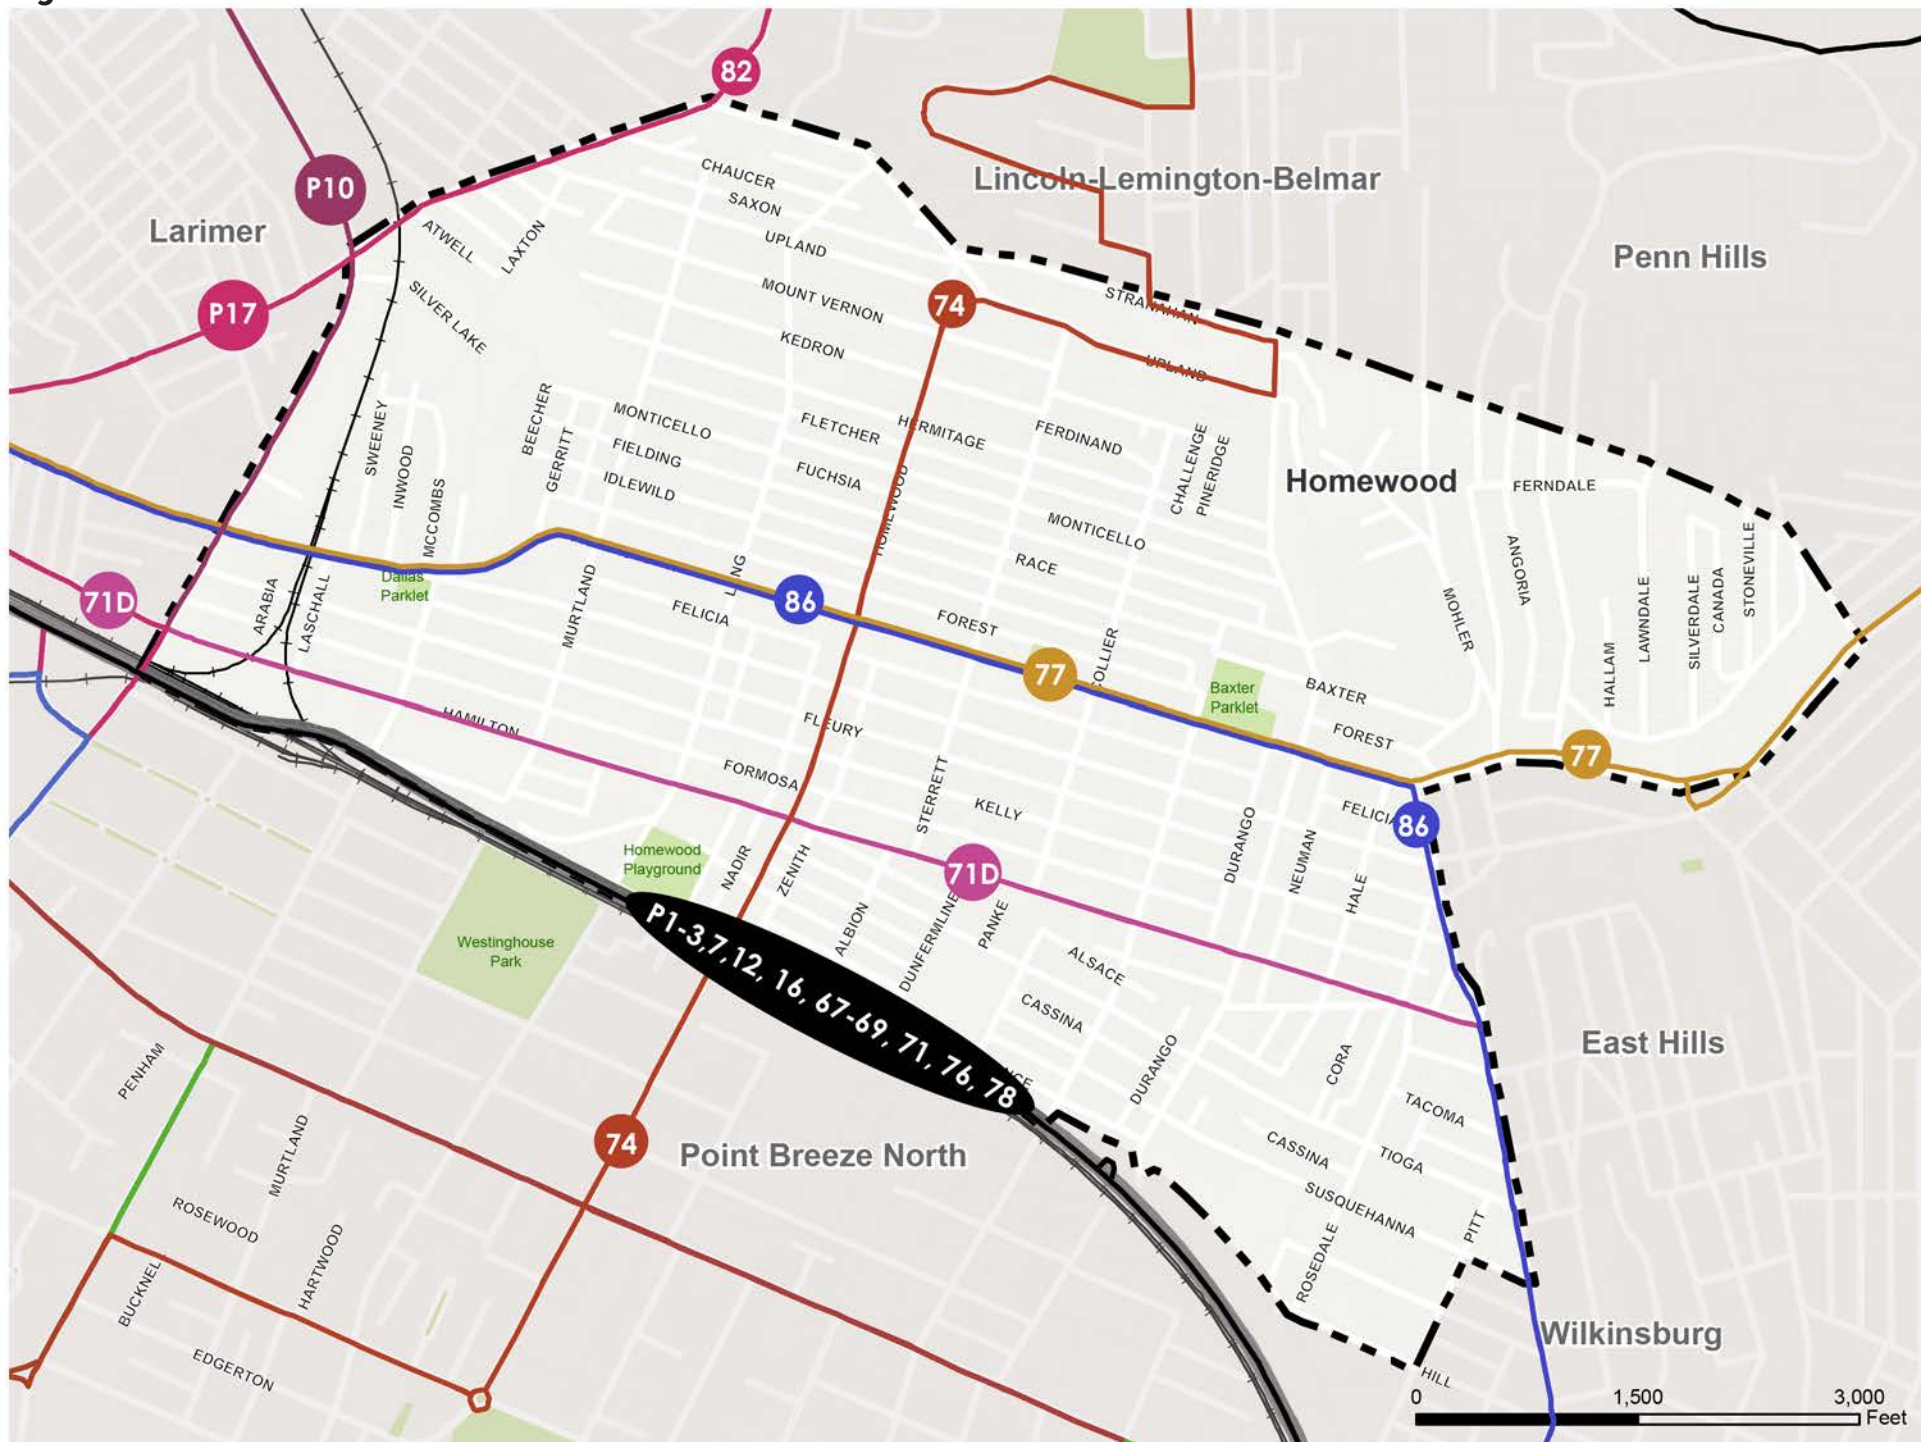 82
P10
Lincoln-Lemington-Belmar
Larimer
Penn Hills
P17
CHAUCER
SAXON
UPLAND
ATWELL
LAXTON
SILVER LAKE
MOUNT VERNON
KEDRON
74
STRANAHAN
UPLAND
SWEENEY
INWOOD
MCCOMBS
BEECHER
GERRITT
MONTICELLO
FIELDING
IDLEWILD
FLETCHER
FUCHSIA
HERMITAGE
HOMEWOOD
FERDINAND
CHALLENGE
PINERIDGE
MONTICELLO
RACE
Homewood
FERNDALE
ANGORIA
MOHLER
HALLAM
LAWNDALE
SILVERDALE
CANADA
STONEVILLE
71D
ARABIA
LASCHALL
Dallas
Parklet
MURTLAND
FELICIA
86
FOREST
77
COLLIER
Baxter
Parklet
BAXTER
FOREST
77
HAMILTON
FLEURY
FORMOSA
STERRETT
KELLY
DURANGO
NEUMAN
HALE
FELICIA
86
Homewood
Playground
NADIR
ZENITH
71D
ALBION
DUNFERMLINE
PANKE
ALSACE
CASSINA
Westinghouse
Park
P1-3,7,12, 16, 67-69, 71, 76, 78
DURANGO
CORA
TACOMA
TIOGA
CASSINA
SUSQUEHANNA
ROSEDALE
PITT
HILL
East Hills
Wilkinsburg
74
Point Breeze North
PENHAM
MURTLAND
ROSEWOOD
HARTWOOD
BUCKNEL
EDGERTON
0 1,500 3,000
Feet